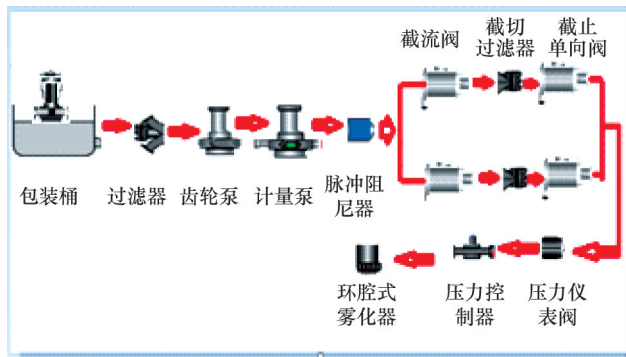 截流阀
截切
过滤器
截止
单向阀
包装桶
过滤器
齿轮泵
计量泵
脉冲阻
尼器
环腔式
雾化器
压力控
制器
压力仪
表阀